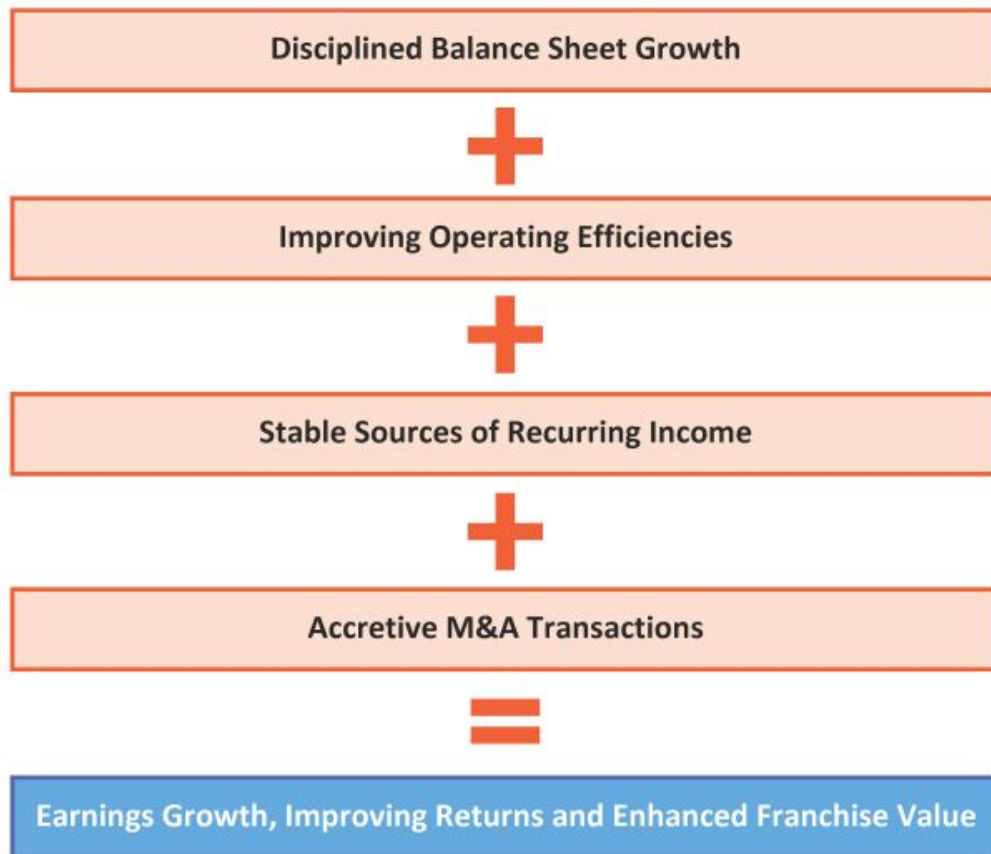 Disciplined Balance Sheet Growth
+
Improving Operating Efficiencies
+
Stable Sources of Recurring Income
+
Accretive M&A Transactions
=
Earnings Growth, Improving Returns and Enhanced Franchise Value